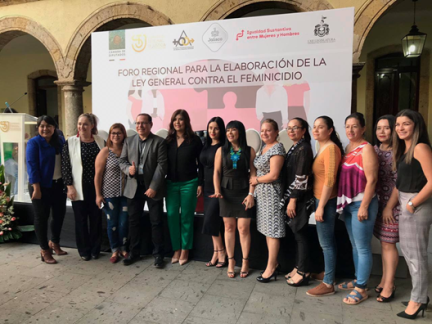 Igualdad Sustantiva
entre Mujeres y Hombres
FORO REGIONAL PARA LA ELABORACIÓN DE LA
LEY GENERAL CONTRA EL FEMINICIDIO